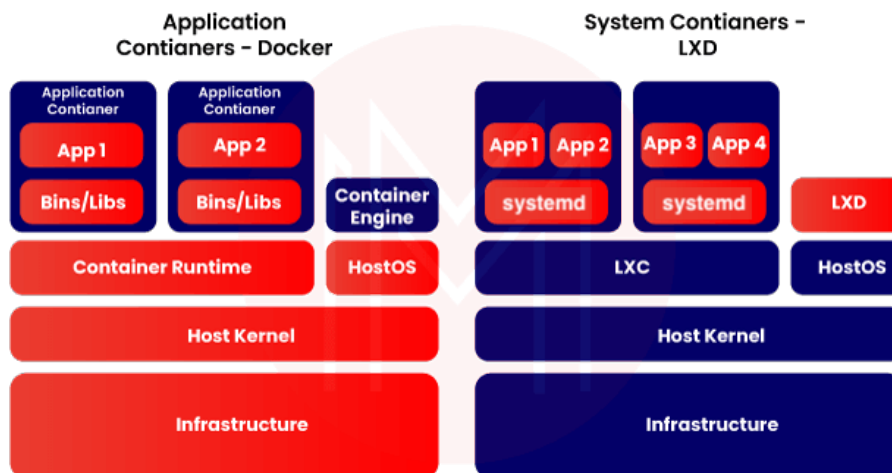 Application
Contianers - Docker
Application
Contianer
App 1
Bins/Libs
Application
Contianer
App 2
Bins/Libs
Container
Engine
Container Runtime
HostOS
Host Kernel
Infrastructure
System Contianers -
LXD
App 1
App 2
systemd
App 3
App 4
systemd
LXD
LXC
HostOS
Host Kernel
Infrastructure